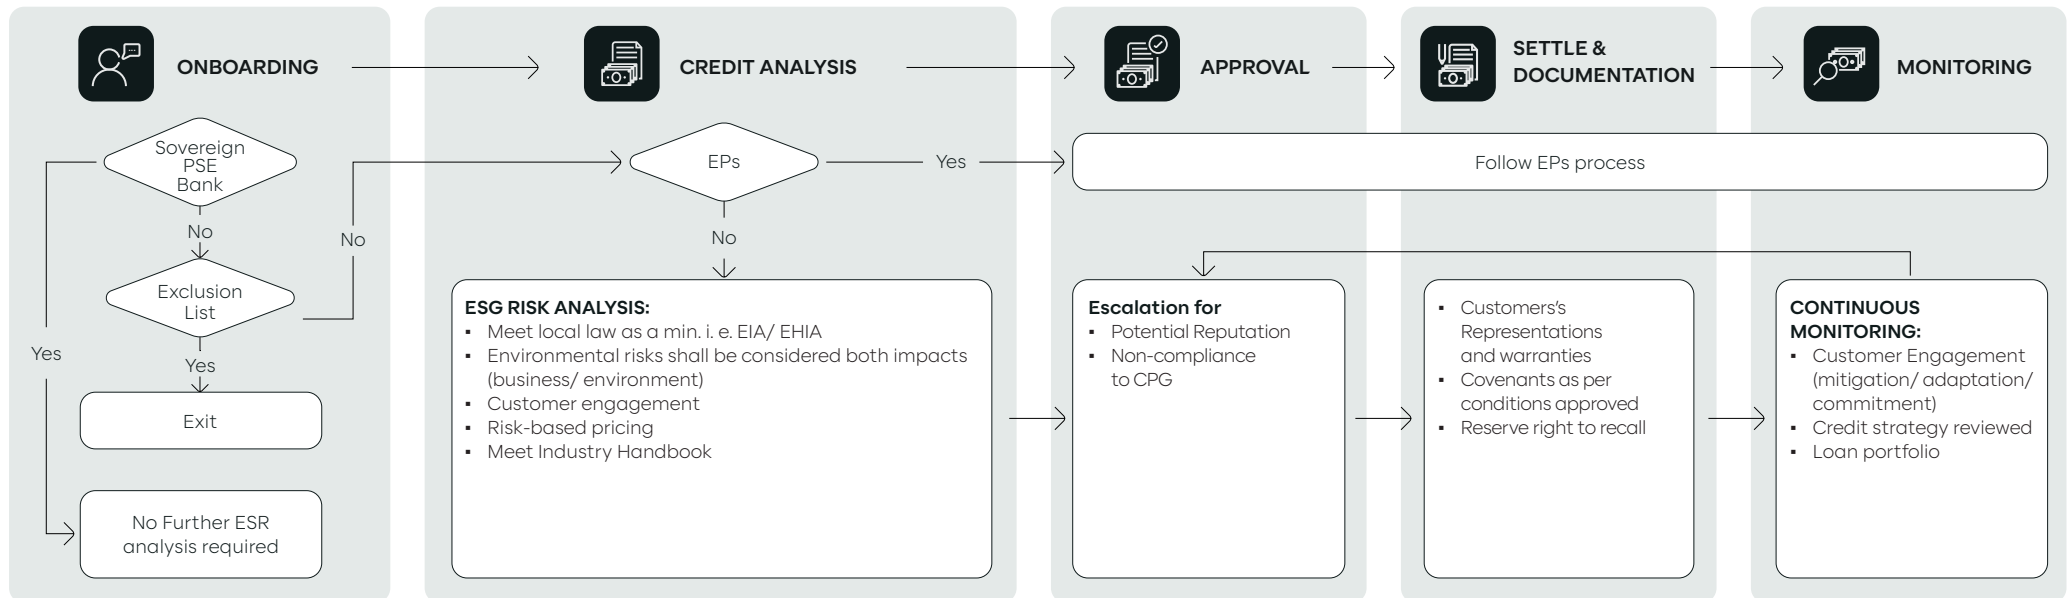 ONBOARDING
CREDIT ANALYSIS
APPROVAL
SETTLE &
DOCUMENTATION
MONITORING
Sovereign
PSE
Bank
No
Exclusion
List
Yes
Exit
Yes
No Further ESR
analysis required
No
EPs
Yes
No
Follow EPs process
ESG RISK ANALYSIS:
▪ Meet local law as a min. i. e. EIA/ EHIA
▪ Environmental risks shall be considered both impacts
(business/ environment)
▪ Customer engagement
▪ Risk-based pricing
▪ Meet Industry Handbook
Escalation for
▪ Potential Reputation
▪ Non-compliance
to CPG
▪ Customers's
Representations
and warranties
▪ Covenants as per
conditions approved
▪ Reserve right to recall
CONTINUOUS
MONITORING:
▪ Customer Engagement
(mitigation/ adaptation/
commitment)
▪ Credit strategy reviewed
▪ Loan portfolio